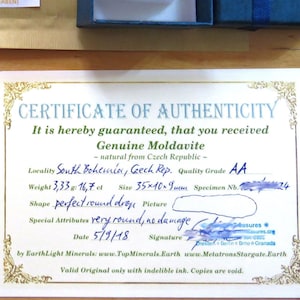 CERTIFICATE OF AUTHENTICITY
It is hereby guaranteed, that you received
Genuine Moldavite
~ natural from Czech Republic ~
Locality South Bohemia, Czech Rep. Quality Grade AA
Weight 3,33 g; 16,7 ct Size 35×10×9mm Specimen Nb. 24
Shape perfect round drop Picture
Special Attributes very round, no damage
Date 5/9/18 Signature
by EarthLight Minerals: www.TopMinerals.Earth www.MetatronsStargate.Earth
Valid Original only with indelible ink. Copies are void.